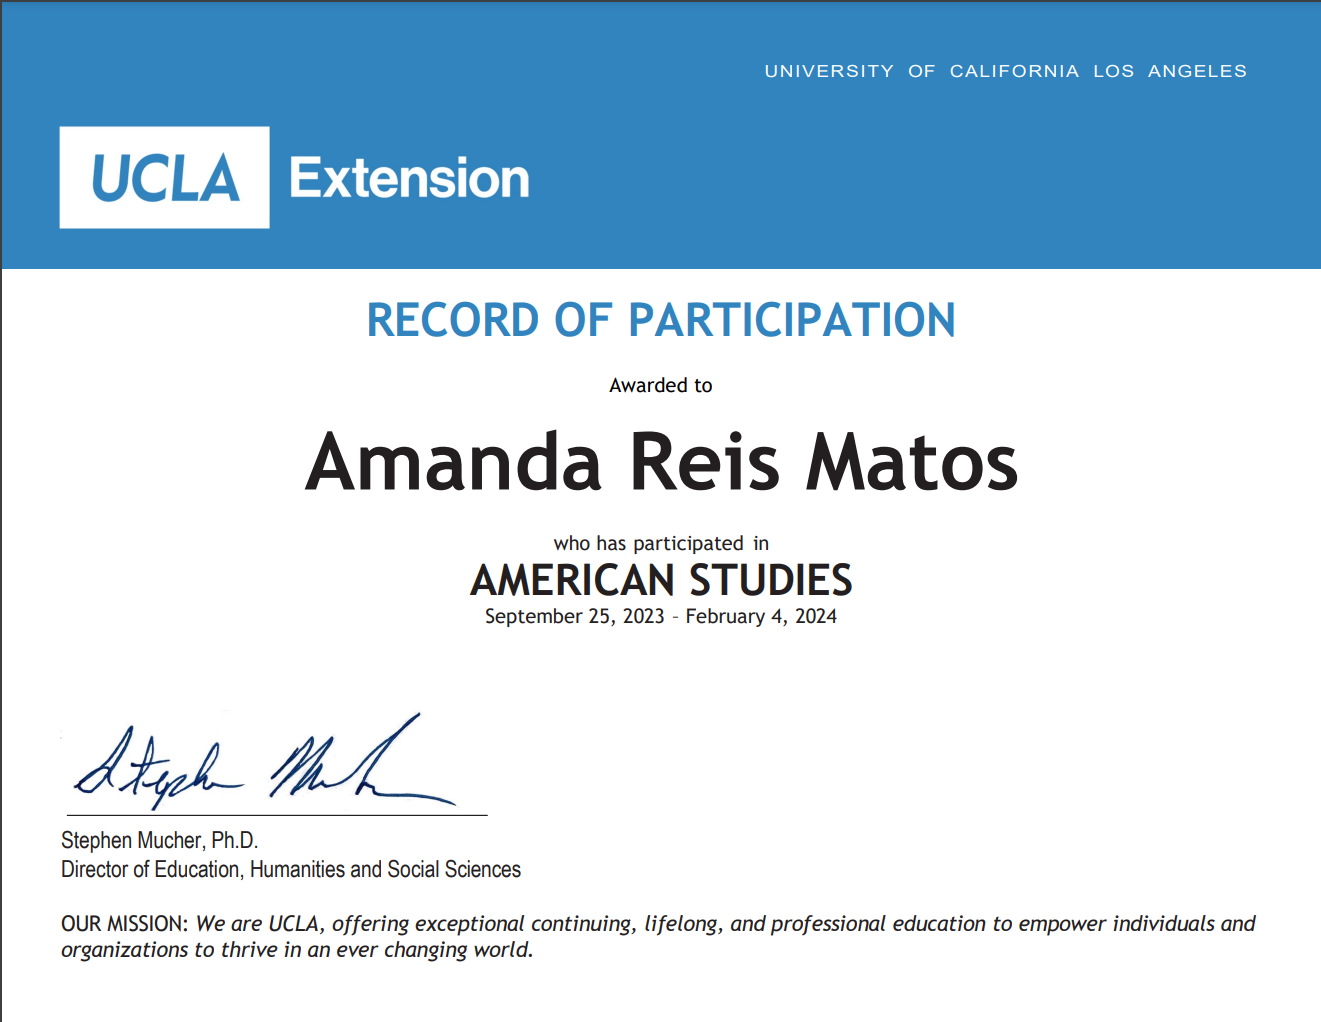 UNIVERSITY OF CALIFORNIA LOS ANGELES
UCLA Extension
RECORD OF PARTICIPATION
Awarded to
Amanda Reis Matos
who has participated in
AMERICAN STUDIES
September 25, 2023 – February 4, 2024
Stephen Mucher, Ph.D.
Director of Education, Humanities and Social Sciences
OUR MISSION: We are UCLA, offering exceptional continuing, lifelong, and professional education to empower individuals and
organizations to thrive in an ever changing world.